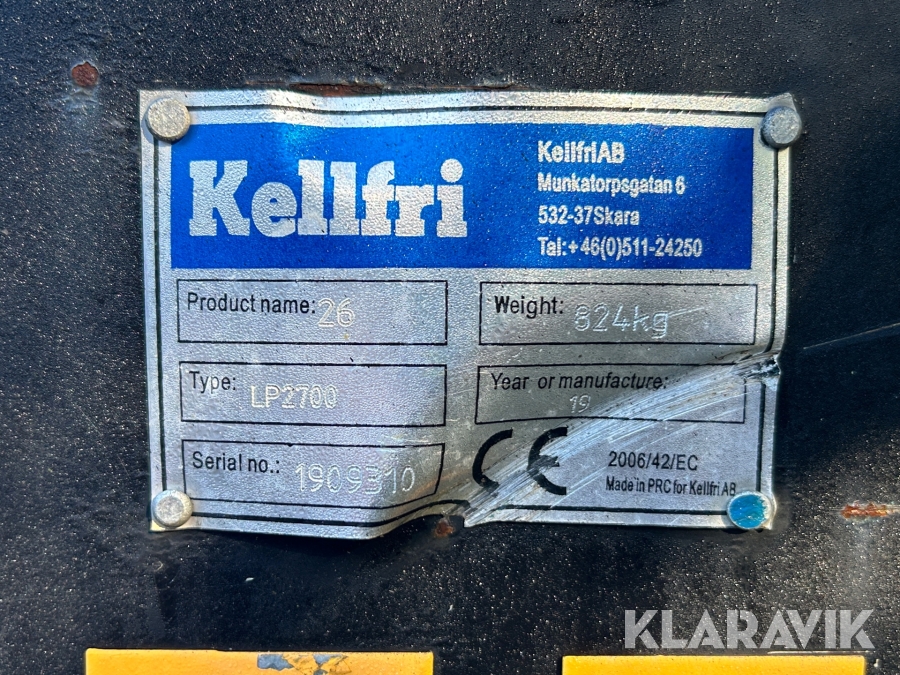 Kellfri
KellfriAB
Munkatorpsgatan 6
532-37Skara
Tal:+46(0)511-24250
Product name: 26
Weight: 824kg
Type: LP2700
Year or manufacture: 19
Serial no.: 1909310
CE
2006/42/EC
Made in PRC for Kellfri AB
KLARAVIK